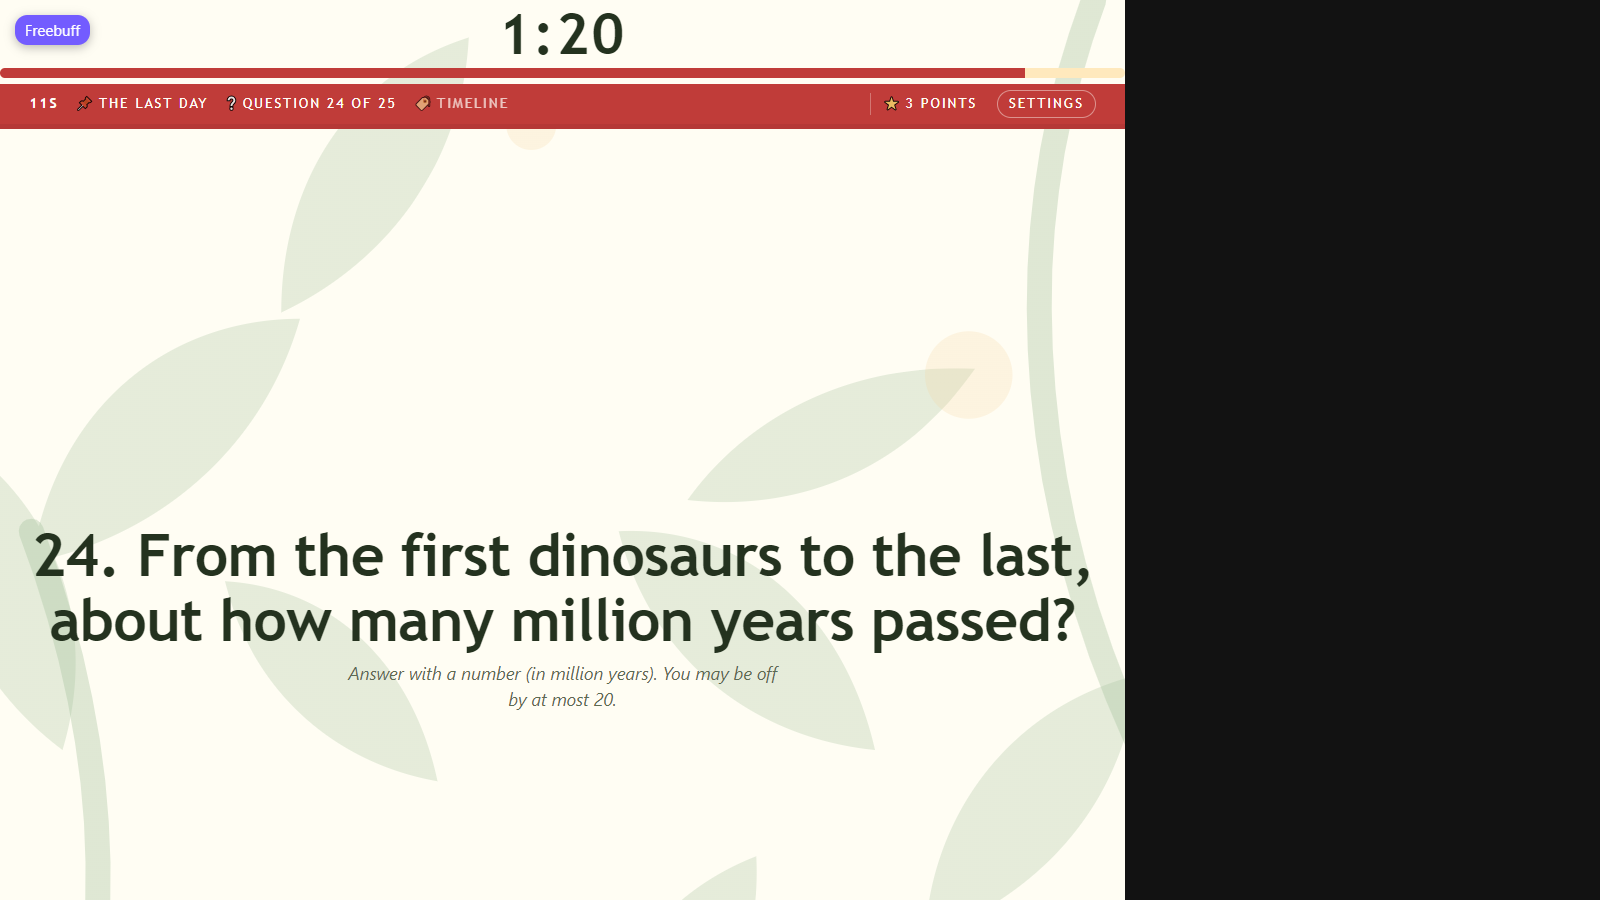 Freebuff
1:20
11S THE LAST DAY QUESTION 24 OF 25 TIMELINE 3 POINTS SETTINGS
24. From the first dinosaurs to the last,
about how many million years passed?
Answer with a number (in million years). You may be off
by at most 20.